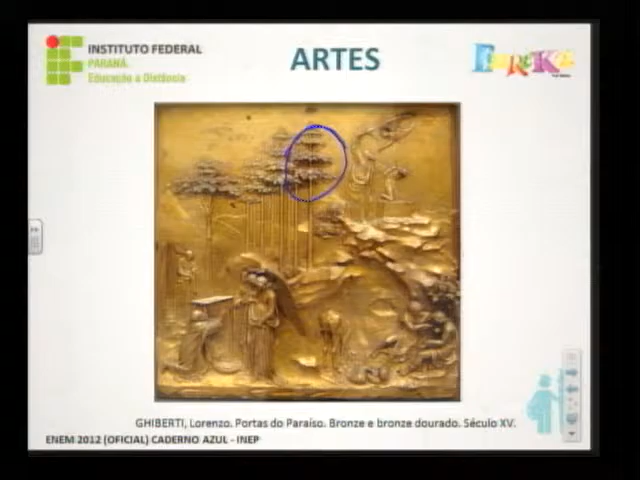 INSTITUTO FEDERAL
PARANÁ
Educação a Distância
ARTES
EUREKA
GHIBERTI, Lorenzo. Portas do Paraíso. Bronze e bronze dourado. Século XV.
ENEM 2012 (OFICIAL) CADERNO AZUL - INEP